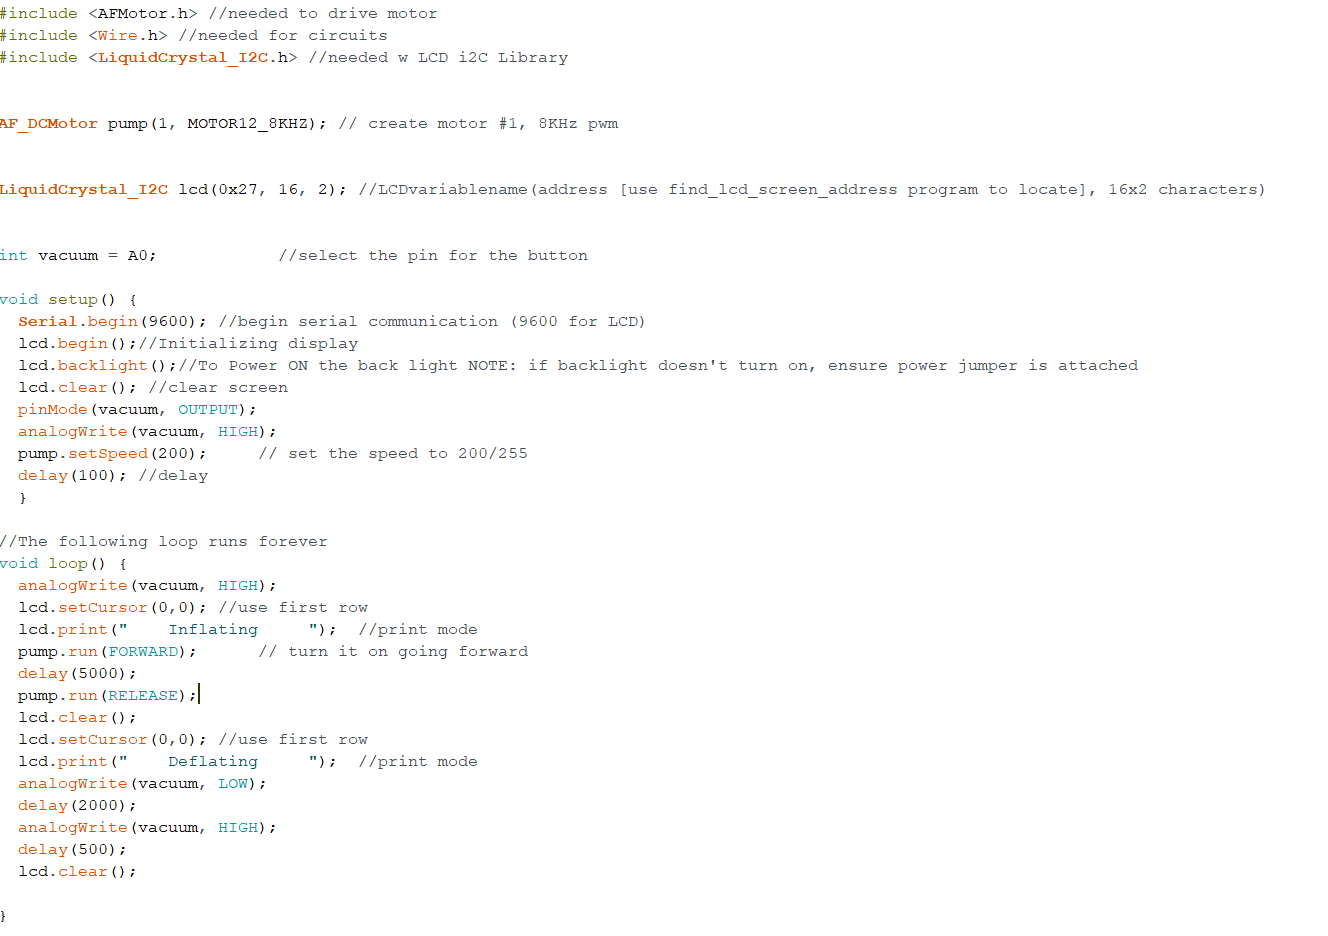 #include <AFMotor.h> //needed to drive motor
#include <Wire.h> //needed for circuits
#include <LiquidCrystal_I2C.h> //needed w LCD i2C Library
AF_DCMotor pump(1, MOTOR12_8KHZ); // create motor #1, 8KHz pwm
LiquidCrystal_I2C lcd(0x27, 16, 2); //LCDvariablename(address [use find_lcd_screen_address program to locate], 16x2 characters)
int vacuum = A0;            //select the pin for the button
void setup() {
  Serial.begin(9600); //begin serial communication (9600 for LCD)
  lcd.begin();//Initializing display
  lcd.backlight();//To Power ON the back light NOTE: if backlight doesn't turn on, ensure power jumper is attached
  lcd.clear(); //clear screen
  pinMode(vacuum, OUTPUT);
  analogWrite(vacuum, HIGH);
  pump.setSpeed(200);     // set the speed to 200/255
  delay(100); //delay
  }
//The following loop runs forever
void loop() {
  analogWrite(vacuum, HIGH);
  lcd.setCursor(0,0); //use first row
  lcd.print("    Inflating     ");  //print mode
  pump.run(FORWARD);      // turn it on going forward
  delay(5000);
  pump.run(RELEASE);
  lcd.clear();
  lcd.setCursor(0,0); //use first row
  lcd.print("    Deflating     ");  //print mode
  analogWrite(vacuum, LOW);
  delay(2000);
  analogWrite(vacuum, HIGH);
  delay(500);
  lcd.clear();
}